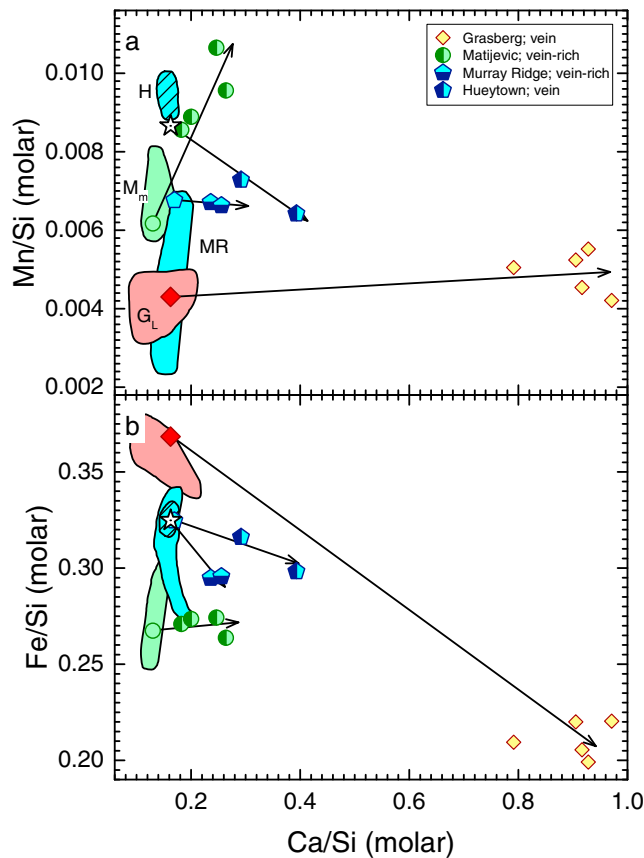 a
Grasberg; vein
Matijevic; vein-rich
Murray Ridge; vein-rich
Hueytown; vein
0.010
0.008
0.006
0.004
0.002
Mn/Si (molar)
H
Mm
MR
GL
b
0.35
0.30
0.25
0.20
Fe/Si (molar)
0.2
0.4
0.6
0.8
1.0
Ca/Si (molar)